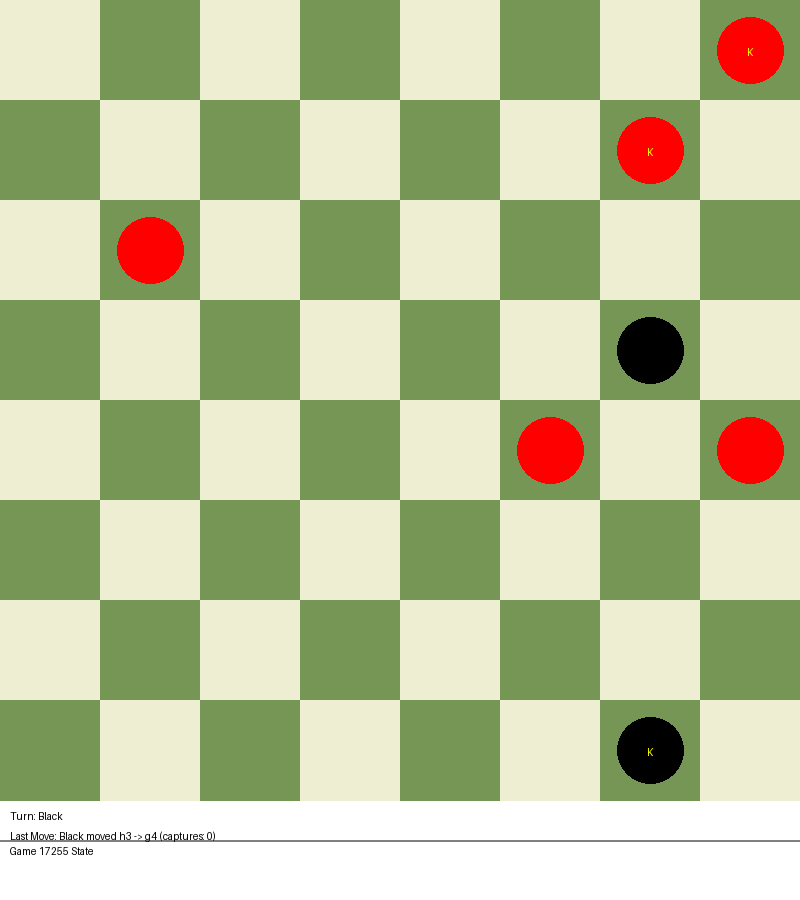 K
K
K
Turn: Black
Last Move: Black moved h3 -> g4 (captures: 0)
Game 17255 State